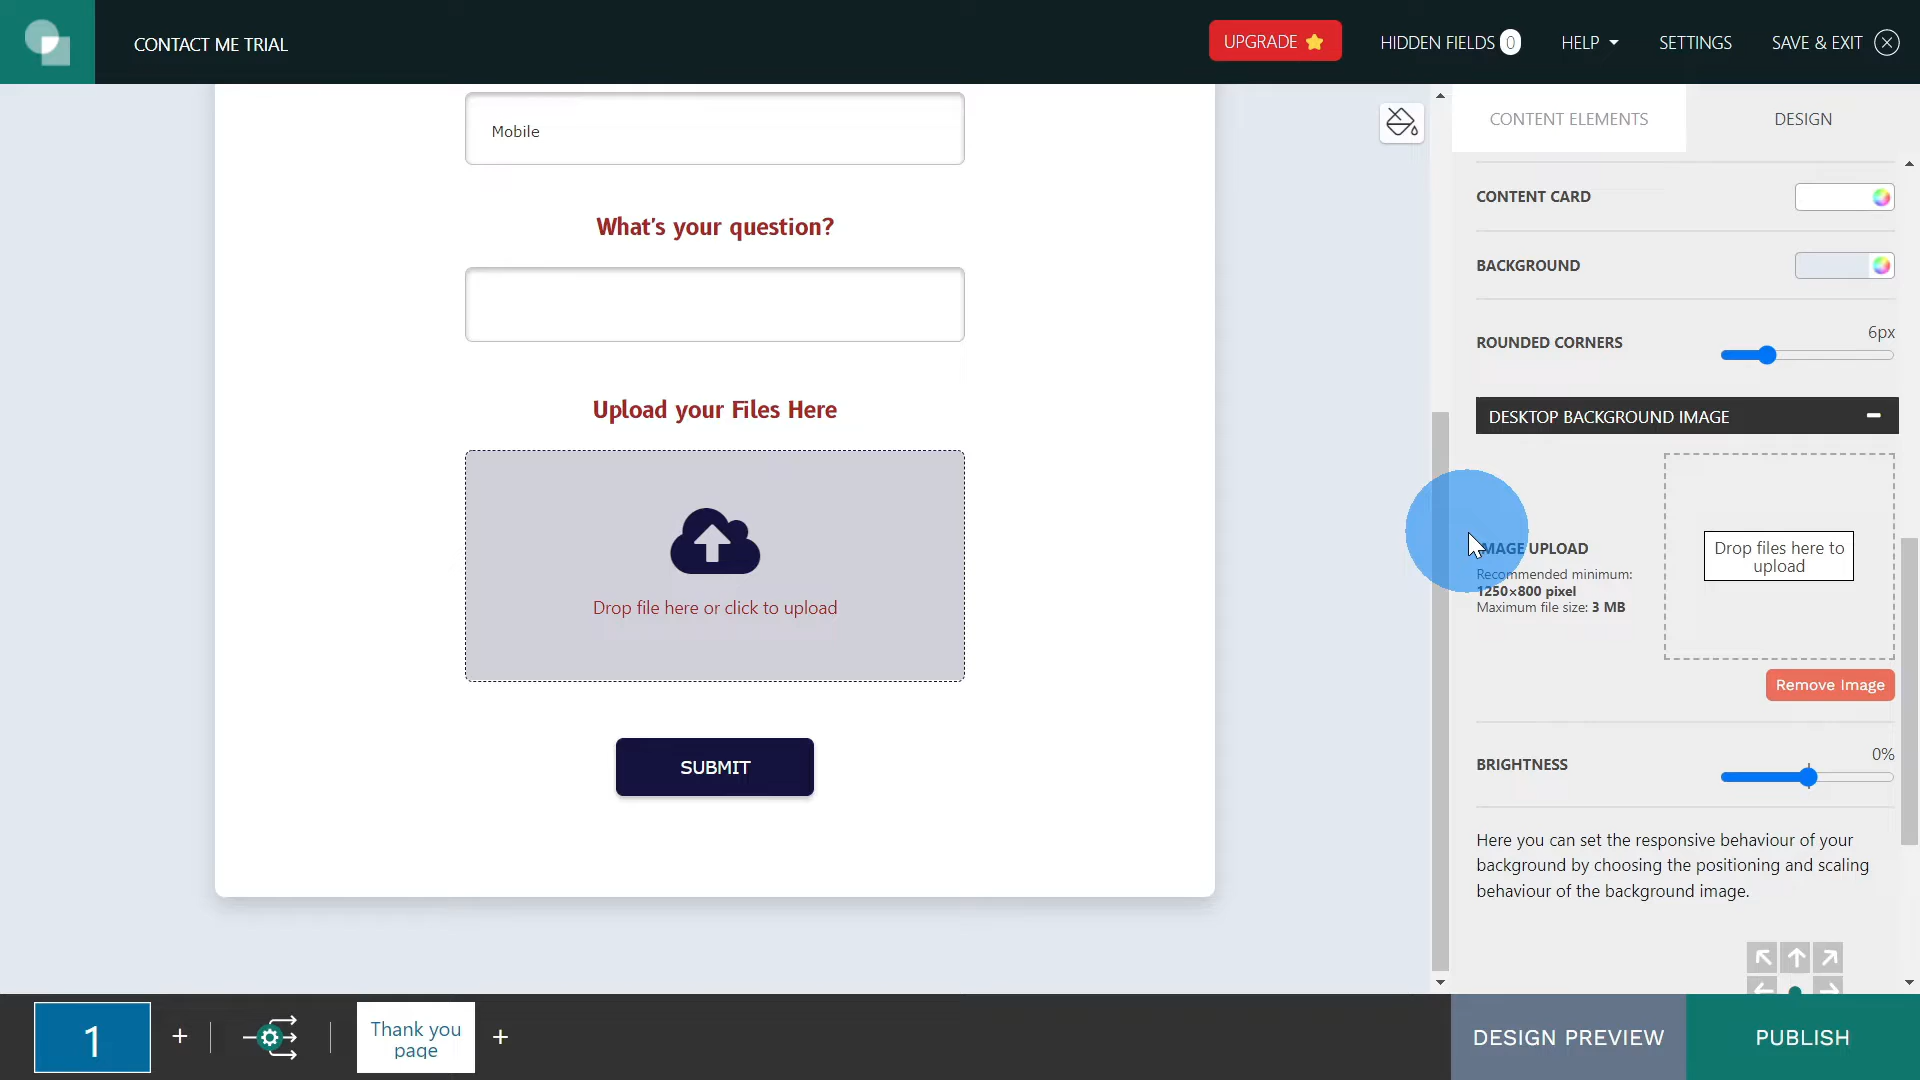 CONTACT ME TRIAL
UPGRADE
HIDDEN FIELDS 0
HELP
SETTINGS
SAVE & EXIT
CONTENT ELEMENTS
DESIGN
Mobile
What's your question?
Upload your Files Here
Drop file here or click to upload
SUBMIT
CONTENT CARD
BACKGROUND
6px
ROUNDED CORNERS
DESKTOP BACKGROUND IMAGE
IMAGE UPLOAD
Recommended minimum:
1250×800 pixel
Maximum file size: 3 MB
Drop files here to
upload
Remove Image
0%
BRIGHTNESS
Here you can set the responsive behaviour of your
background by choosing the positioning and scaling
behaviour of the background image.
1
+
Thank you
page
+
DESIGN PREVIEW
PUBLISH